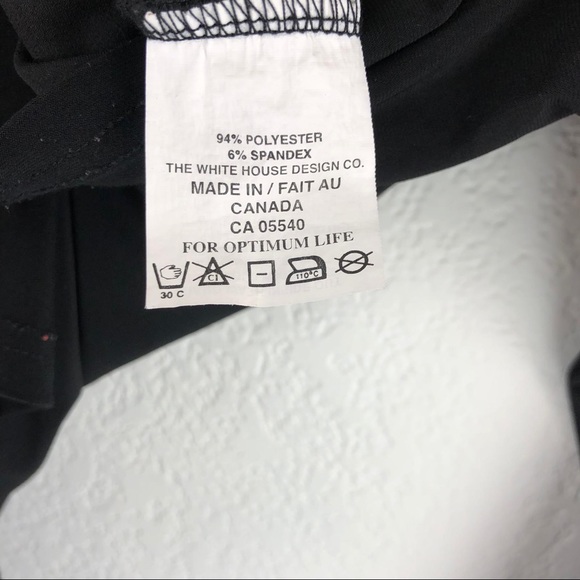 94% POLYESTER
6% SPANDEX
THE WHITE HOUSE DESIGN CO.
MADE IN / FAIT AU
CANADA
CA 05540
FOR OPTIMUM LIFE
Cl 110°C
30 C